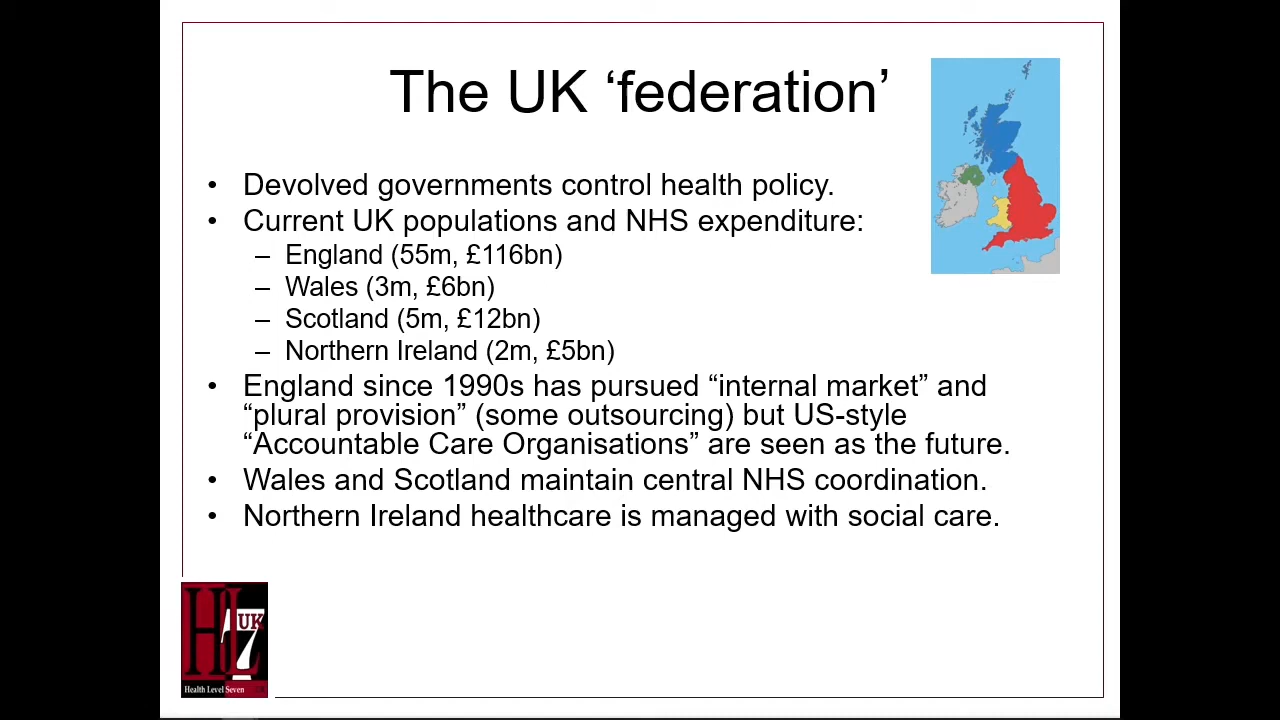 The UK ‘federation’
• Devolved governments control health policy.
• Current UK populations and NHS expenditure:
– England (55m, £116bn)
– Wales (3m, £6bn)
– Scotland (5m, £12bn)
– Northern Ireland (2m, £5bn)
• England since 1990s has pursued “internal market” and
“plural provision” (some outsourcing) but US-style
“Accountable Care Organisations” are seen as the future.
• Wales and Scotland maintain central NHS coordination.
• Northern Ireland healthcare is managed with social care.
HL7
UK
Health Level Seven